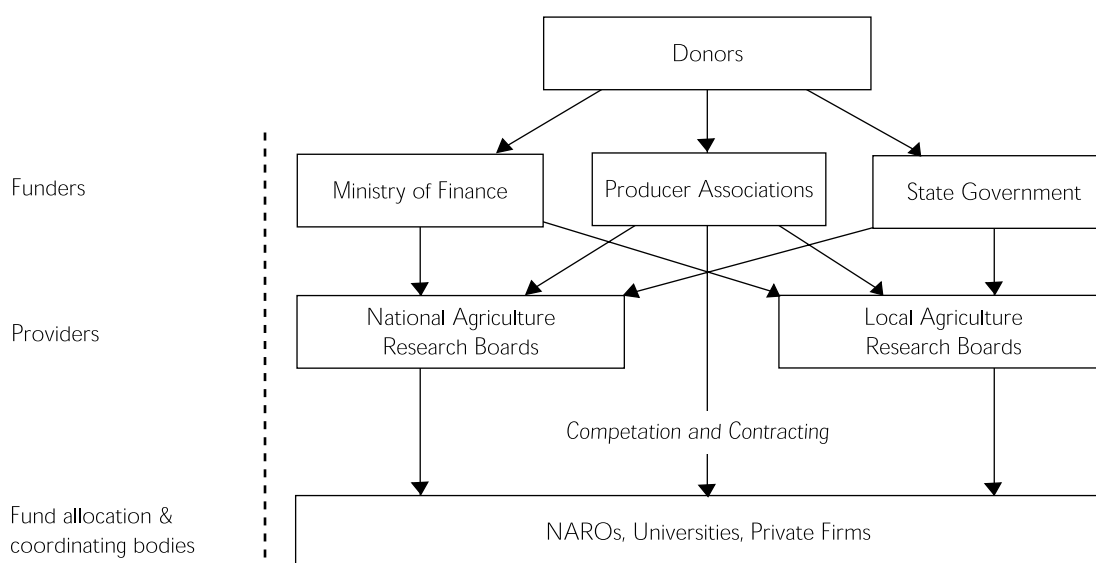 Donors
Funders
Ministry of Finance
Producer Associations
State Government
Providers
National Agriculture
Research Boards
Local Agriculture
Research Boards
Competation and Contracting
Fund allocation &
coordinating bodies
NAROs, Universities, Private Firms